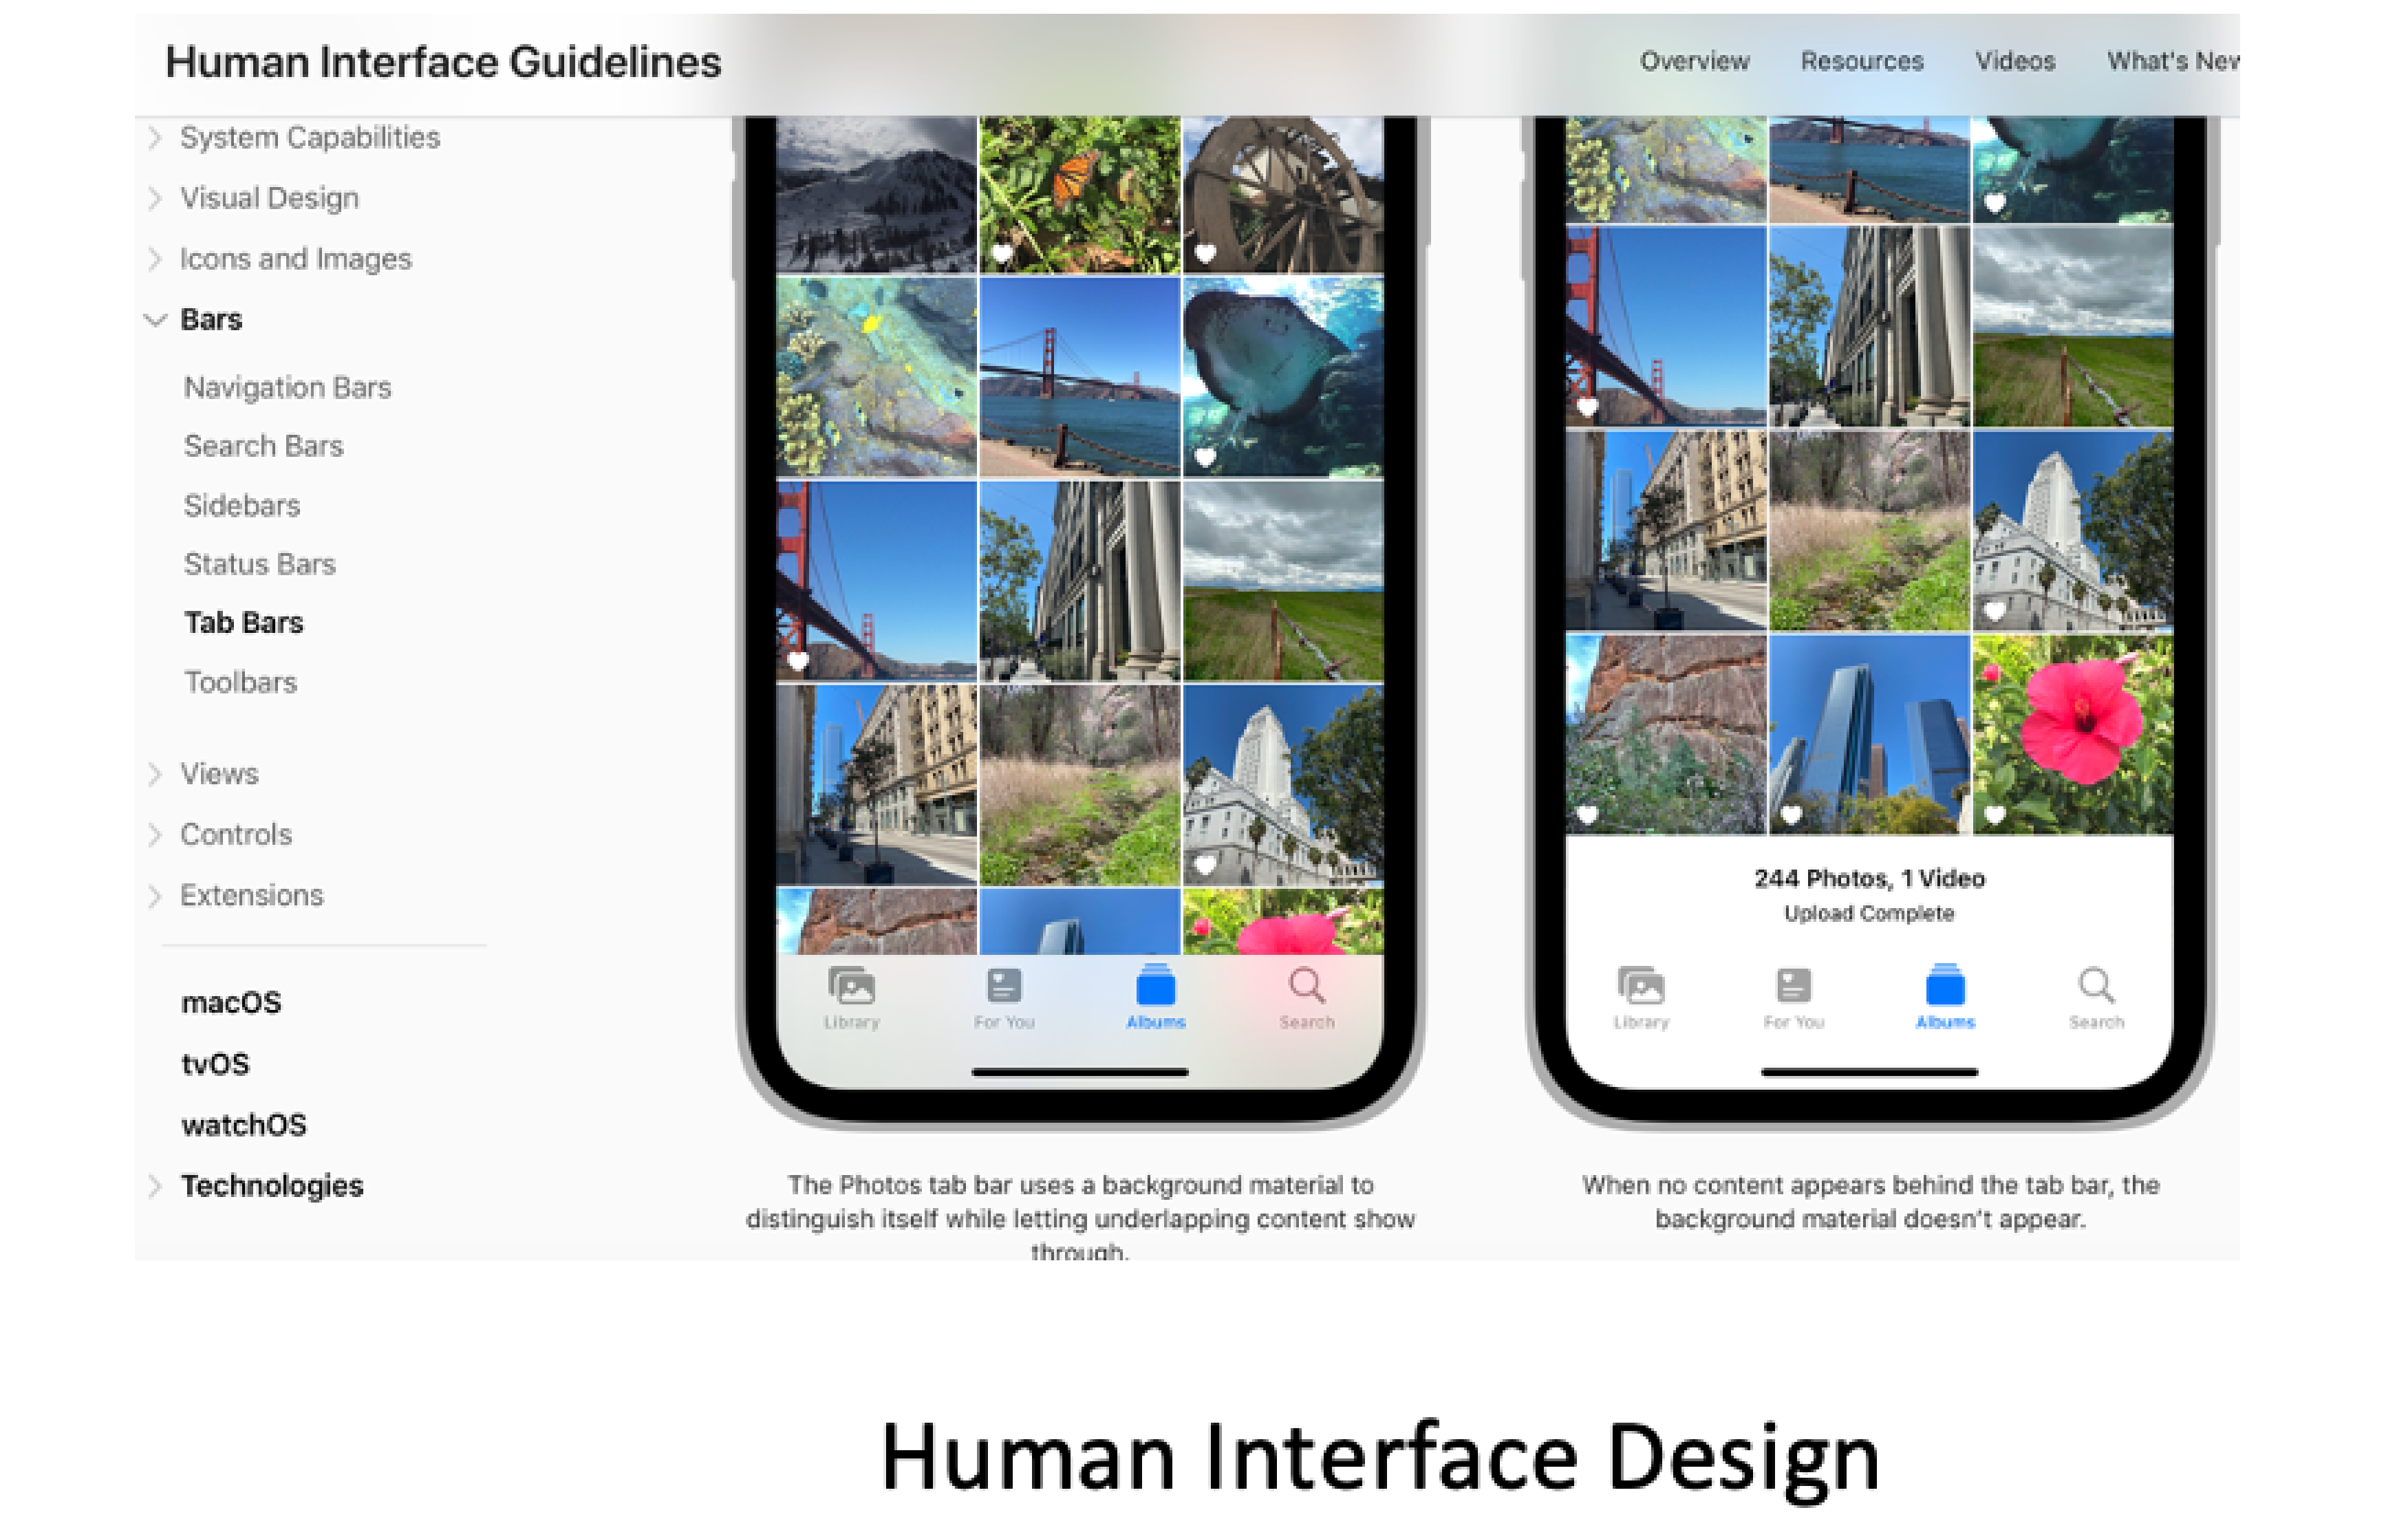 Human Interface Guidelines
Overview Resources Videos What's New
System Capabilities
Visual Design
Icons and Images
Bars
Navigation Bars
Search Bars
Sidebars
Status Bars
Tab Bars
Toolbars
Views
Controls
Extensions
macOS
tvOS
watchOS
Technologies
Library For You Albums Search
The Photos tab bar uses a background material to
distinguish itself while letting underlapping content show
through.
244 Photos, 1 Video
Upload Complete
Library For You Albums Search
When no content appears behind the tab bar, the
background material doesn't appear.
Human Interface Design